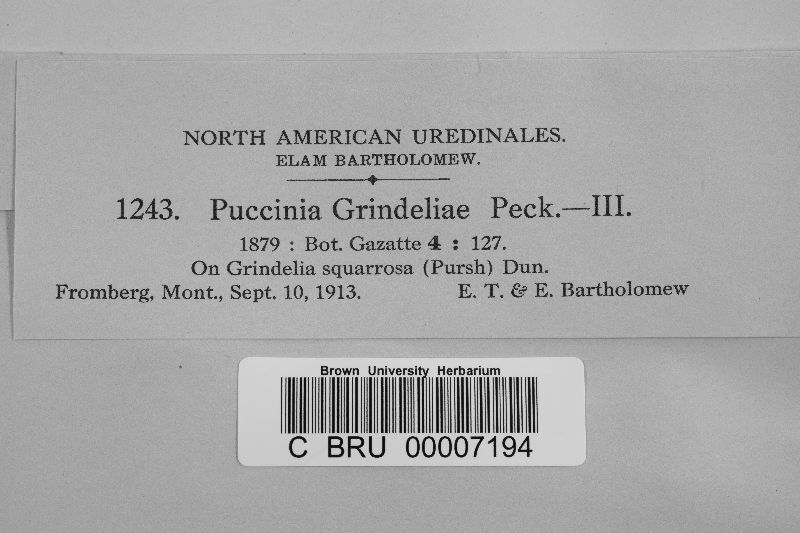 NORTH AMERICAN UREDINALES.
ELAM BARTHOLOMEW.
1243. Puccinia Grindeliae Peck.—III.
1879 : Bot. Gazatte 4 : 127.
On Grindelia squarrosa (Pursh) Dun.
Fromberg, Mont., Sept. 10, 1913. E. T. & E. Bartholomew
Brown University Herbarium
C BRU 00007194